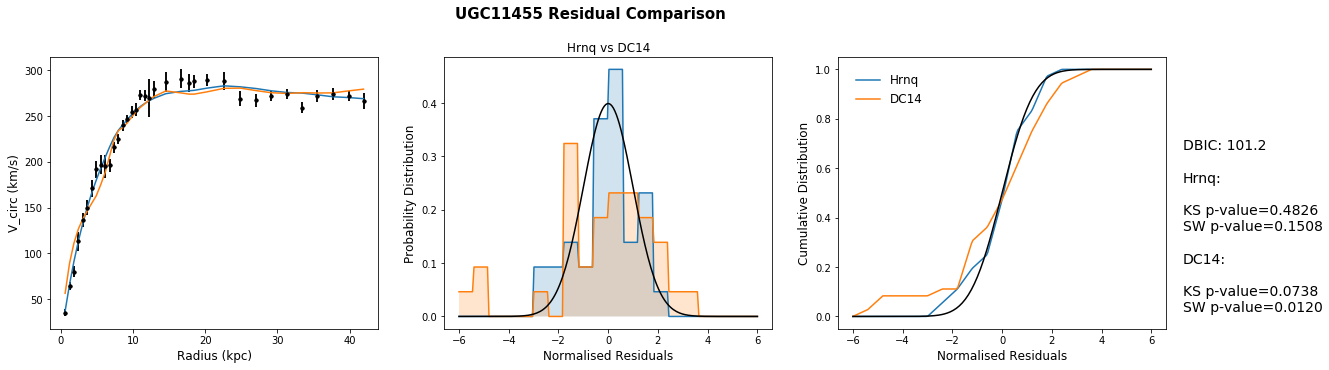 UGC11455 Residual Comparison
V_circ (km/s)
300
250
200
150
100
50
0
10
20
30
40
Radius (kpc)
Hrnq vs DC14
Probability Distribution
0.4
0.3
0.2
0.1
0.0
−6
−4
−2
0
2
4
6
Normalised Residuals
Cumulative Distribution
1.0
0.8
0.6
0.4
0.2
0.0
Hrnq
DC14
−6
−4
−2
0
2
4
6
Normalised Residuals
DBIC: 101.2
Hrnq:
KS p-value=0.4826
SW p-value=0.1508
DC14:
KS p-value=0.0738
SW p-value=0.0120